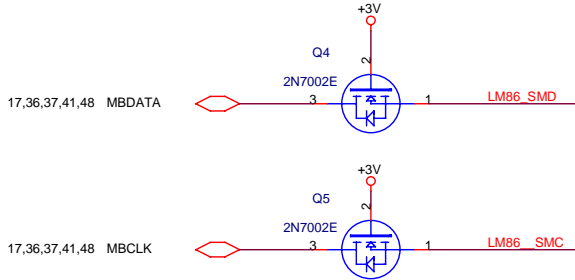 +3V
Q4
2
2N7002E
17,36,37,41,48 MBDATA
3
1
LM86_SMD
+3V
Q5
2
2N7002E
17,36,37,41,48 MBCLK
3
1
LM86__SMC